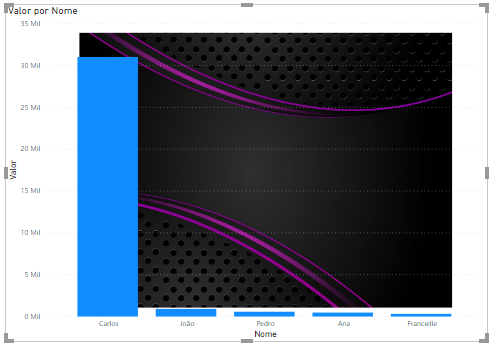 Valor por Nome
35 Mil
30 Mil
25 Mil
20 Mil
15 Mil
10 Mil
5 Mil
0 Mil
Valor
Carlos João Pedro Ana Francielle
Nome